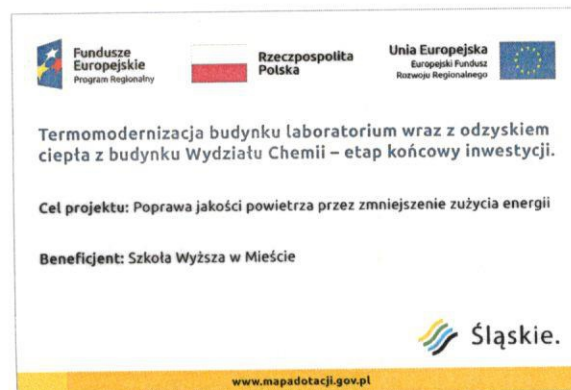 Fundusze
Europejskie
Program Regionalny
Rzeczpospolita
Polska
Unia Europejska
Europejski Fundusz
Rozwoju Regionalnego
Termomodernizacja budynku laboratorium wraz z odzyskiem
ciepła z budynku Wydziału Chemii – etap końcowy inwestycji.
Cel projektu: Poprawa jakości powietrza przez zmniejszenie zużycia energii
Beneficjent: Szkoła Wyższa w Mieście
Śląskie.
www.mapadotacji.gov.pl